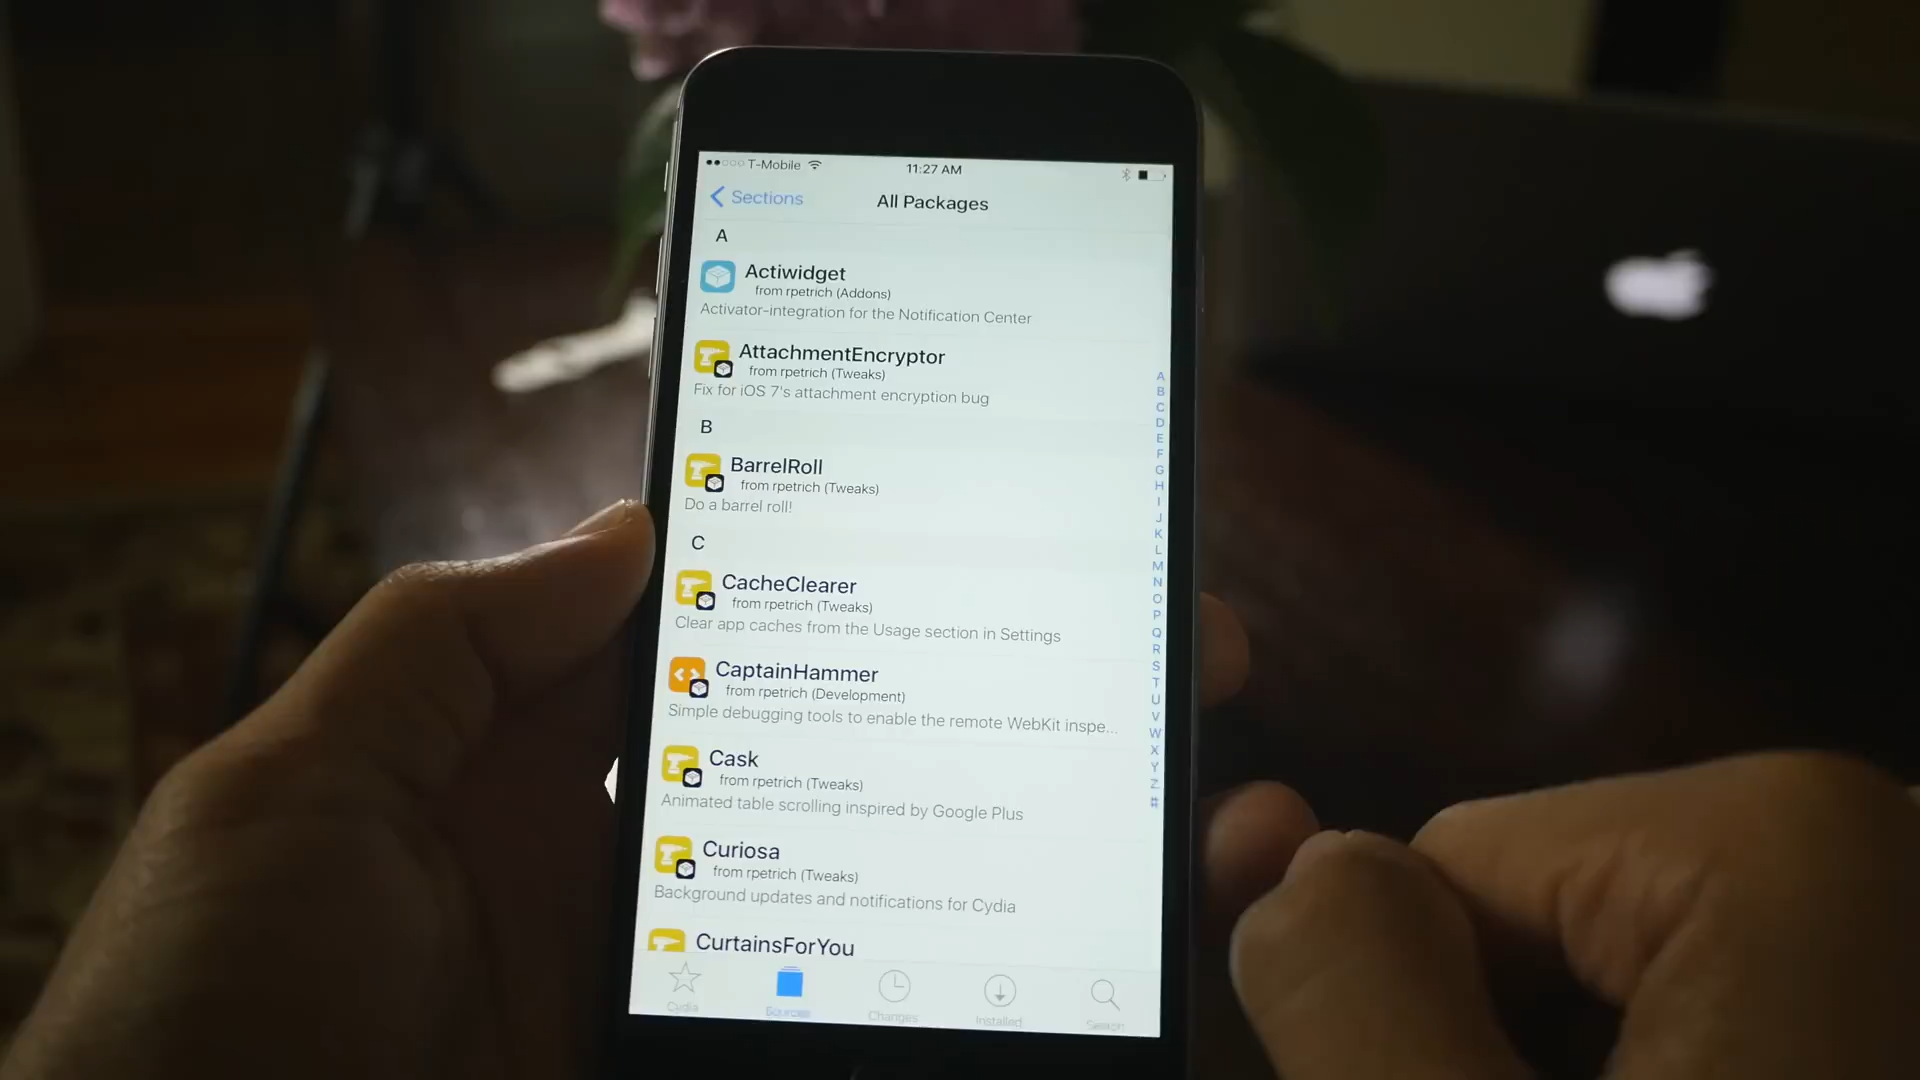 T-Mobile
11:27 AM
Sections
All Packages
A
Actiwidget
from rpetrich (Addons)
Activator-integration for the Notification Center
AttachmentEncryptor
from rpetrich (Tweaks)
Fix for iOS 7's attachment encryption bug
B
BarrelRoll
from rpetrich (Tweaks)
Do a barrel roll!
C
CacheClearer
from rpetrich (Tweaks)
Clear app caches from the Usage section in Settings
CaptainHammer
from rpetrich (Development)
Simple debugging tools to enable the remote WebKit inspe...
Cask
from rpetrich (Tweaks)
Animated table scrolling inspired by Google Plus
Curiosa
from rpetrich (Tweaks)
Background updates and notifications for Cydia
CurtainsForYou
A
B
C
D
E
F
G
H
I
J
K
L
M
N
O
P
Q
R
S
T
U
V
W
X
Y
Z
#
Cydia
Sources
Changes
Installed
Search